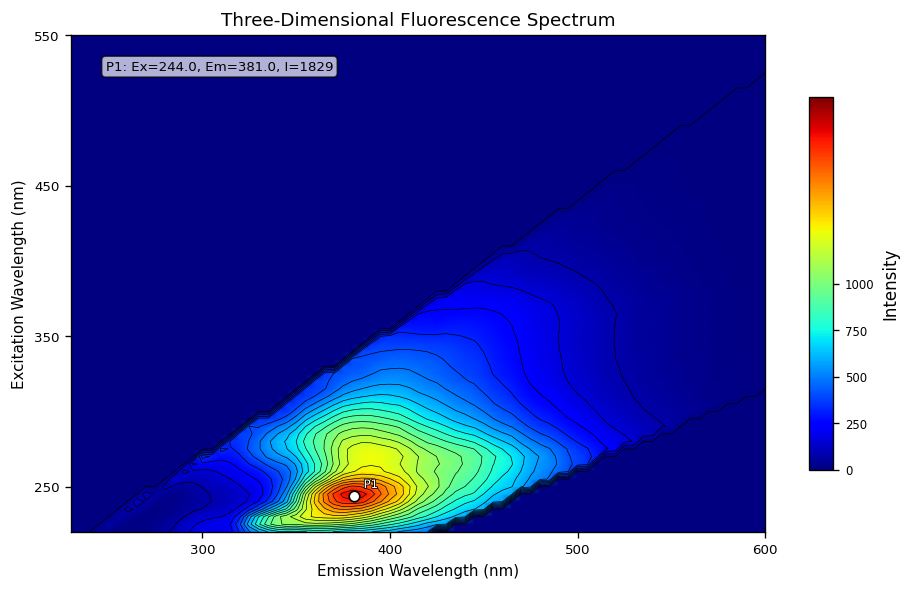 Three-Dimensional Fluorescence Spectrum
P1: Ex=244.0, Em=381.0, I=1829
P1
550
450
350
250
Excitation Wavelength (nm)
300
400
500
600
Emission Wavelength (nm)
1000
750
500
250
0
Intensity